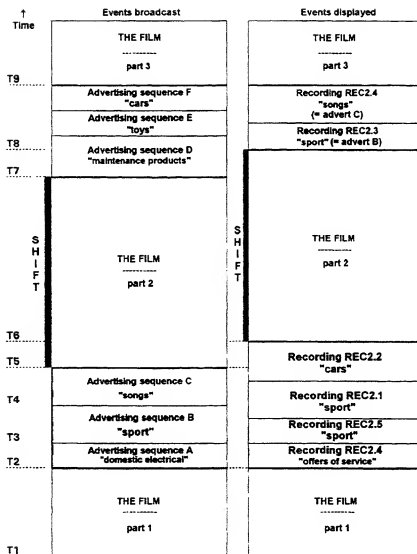 ↑
Time
Events broadcast
Events displayed
THE FILM
--------
part 3
THE FILM
--------
part 3
T9
Advertising sequence F
"cars"
Recording REC2.4
"songs"
(= advert C)
Advertising sequence E
"toys"
Recording REC2.3
"sport" (= advert B)
T8
Advertising sequence D
"maintenance products"
T7
SHIFT
THE FILM
--------
part 2
SHIFT
THE FILM
--------
part 2
T6
T5
Recording REC2.2
"cars"
Advertising sequence C
"songs"
T4
Recording REC2.1
"sport"
Advertising sequence B
"sport"
Recording REC2.5
"sport"
T3
Advertising sequence A
"domestic electrical"
Recording REC2.4
"offers of service"
T2
THE FILM
--------
part 1
THE FILM
--------
part 1
T1